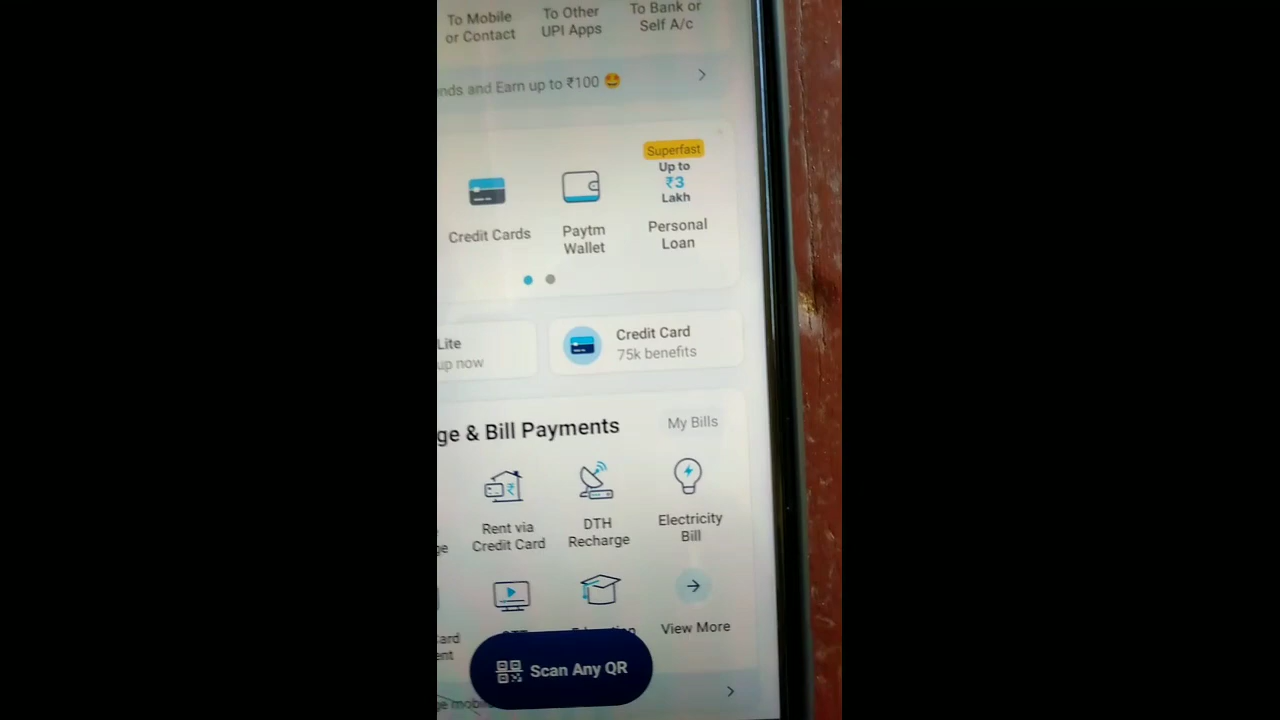 To Mobile
or Contact
To Other
UPI Apps
To Bank or
Self A/c
and Earn up to ₹100 🤩
Superfast
Up to
₹3
Lakh
Credit Cards
Paytm
Wallet
Personal
Loan
Lite
up now
Credit Card
75k benefits
& Bill Payments
My Bills
Rent via
Credit Card
DTH
Recharge
Electricity
Bill
View More
Scan Any QR